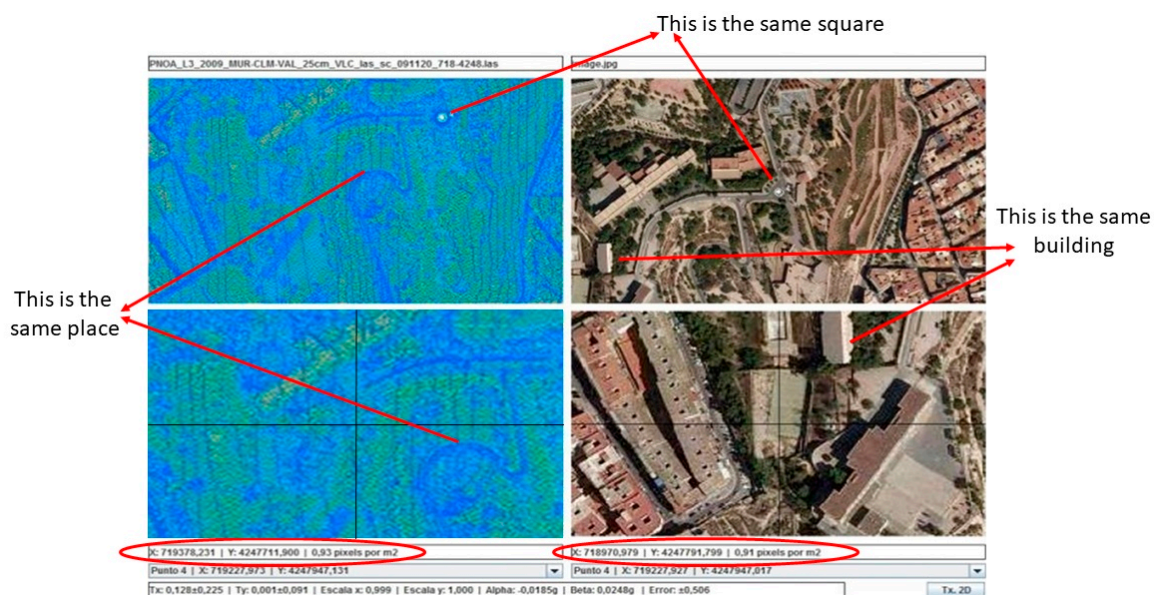 This is the same square
PNOA_L3_2009_MUR-CLM-VAL_25cm_VLC_las_sc_091120_718-4248.las
image.jpg
This is the same
building
This is the
same place
X: 719378,231 | Y: 4247711,900 | 0,93 pixels por m2
X: 718970,979 | Y: 4247791,799 | 0,91 pixels por m2
Punto 4 | X: 719227,973 | Y: 4247947,131
Punto 4 | X: 719227,927 | Y: 4247947,017
Tx: 0,128±0,225 | Ty: 0,001±0,091 | Escala x: 0,999 | Escala y: 1,000 | Alpha: -0,0185g | Beta: 0,0248g | Error: ±0,506
Tx. 2D